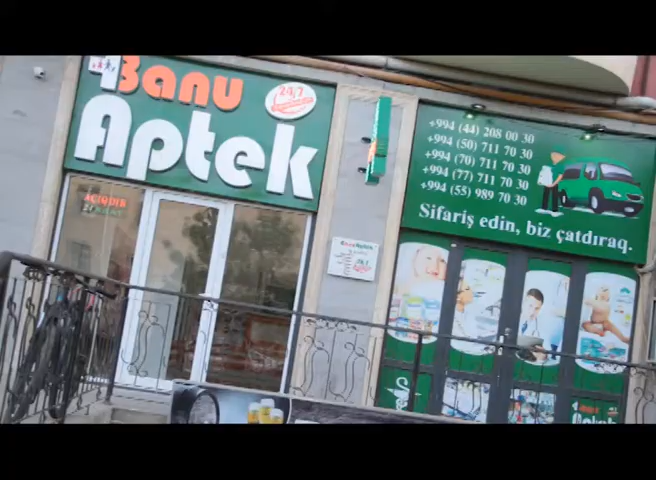 Banu
24/7
Aptek
+994 (44) 208 00 30
+994 (50) 711 70 30
+994 (70) 711 70 30
+994 (77) 711 70 30
+994 (55) 989 70 30
Sifariş edin, biz çatdıraq.
AÇIQDIR